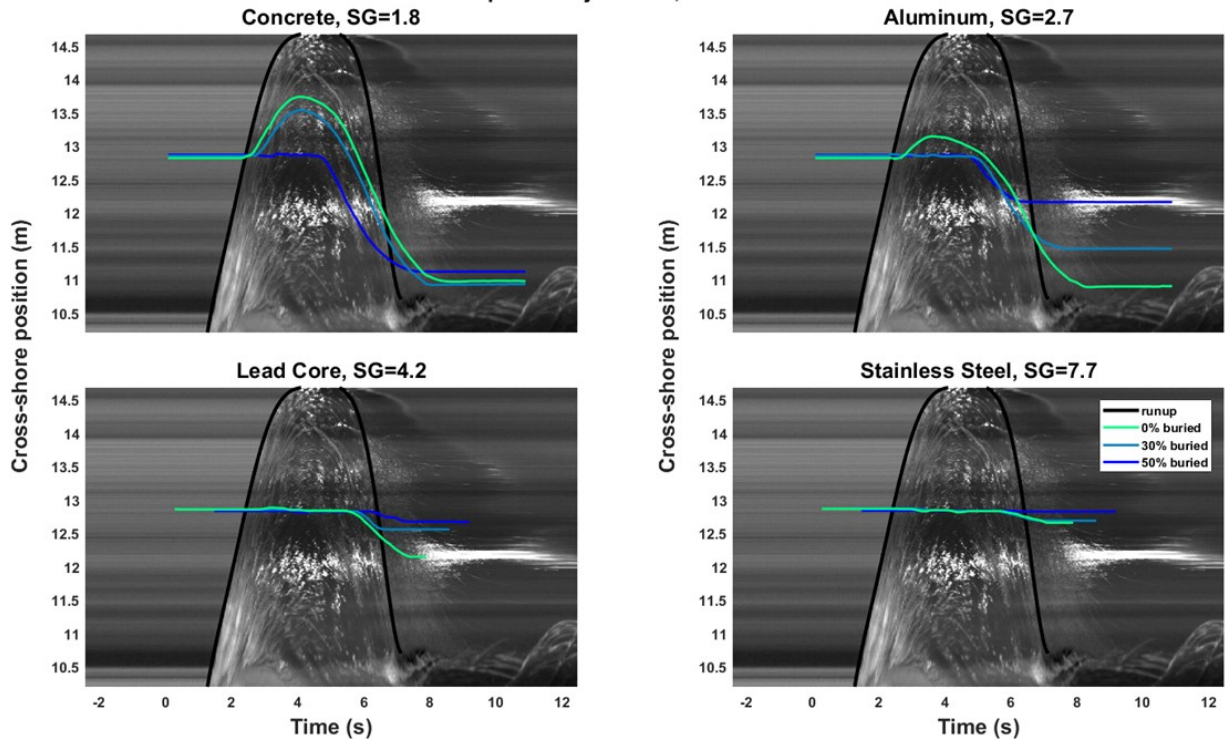 Concrete, SG=1.8
Aluminum, SG=2.7
14.5
14
13.5
13
12.5
12
11.5
11
10.5
Cross-shore position (m)
14.5
14
13.5
13
12.5
12
11.5
11
10.5
Cross-shore position (m)
Lead Core, SG=4.2
Stainless Steel, SG=7.7
14.5
14
13.5
13
12.5
12
11.5
11
10.5
-2 0 2 4 6 8 10 12
Time (s)
14.5
14
13.5
13
12.5
12
11.5
11
10.5
runup
0% buried
30% buried
50% buried
-2 0 2 4 6 8 10 12
Time (s)